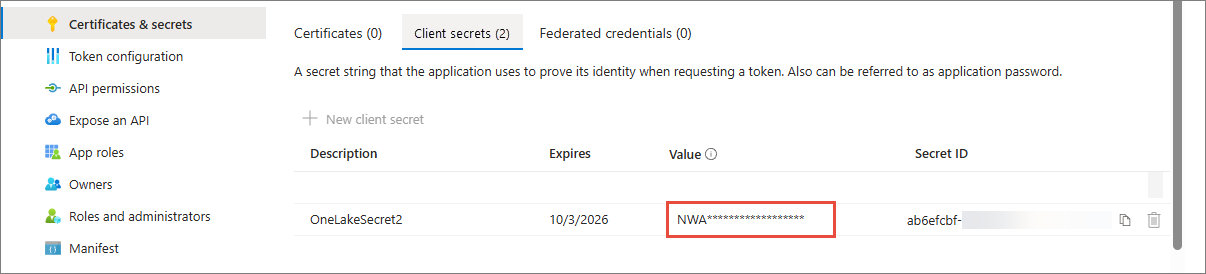 Certificates & secrets
Token configuration
API permissions
Expose an API
App roles
Owners
Roles and administrators
Manifest
Certificates (0) Client secrets (2) Federated credentials (0)
A secret string that the application uses to prove its identity when requesting a token. Also can be referred to as application password.
New client secret
Description Expires Value Secret ID
OneLakeSecret2 10/3/2026 NWA****************** ab6efcbf-